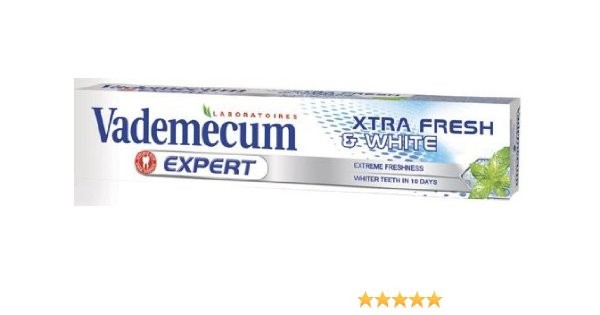 LABORATOIRES
Vademecum
EXPERT
XTRA FRESH
& WHITE
EXTREME FRESHNESS
WHITER TEETH IN 10 DAYS